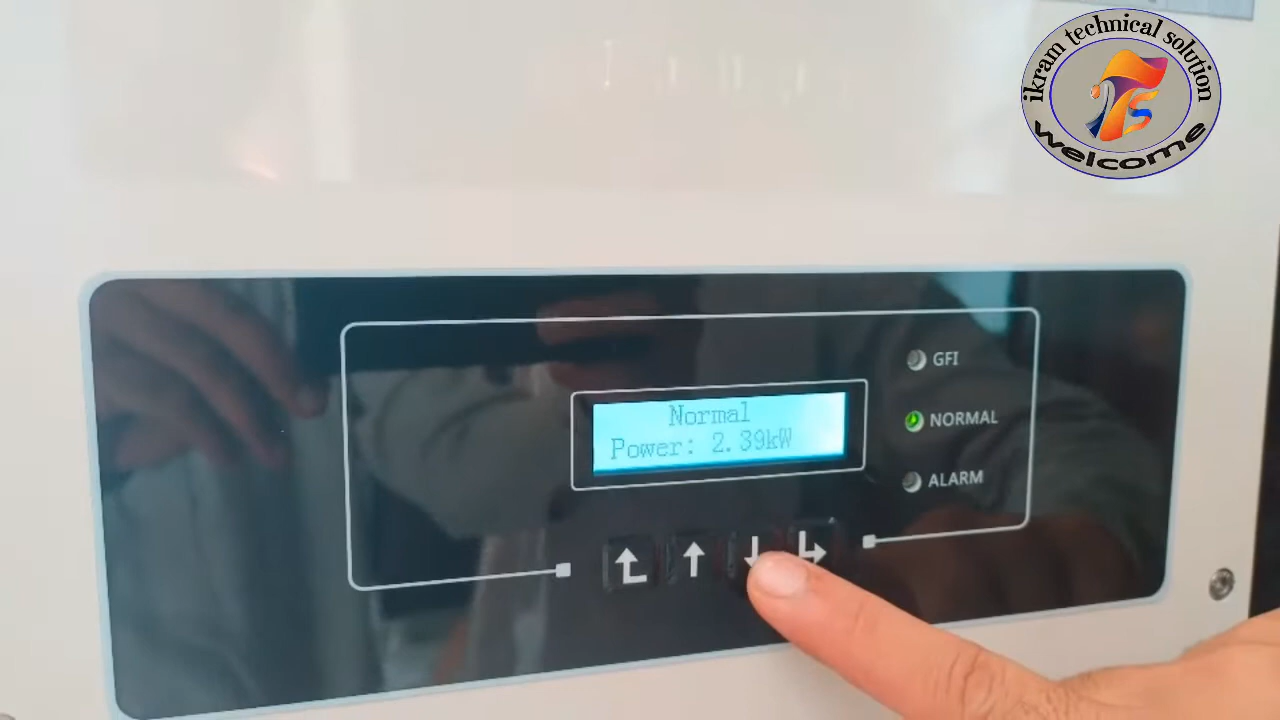 ikram technical solution
welcome
Normal
Power: 2.39kW
GFI
NORMAL
ALARM